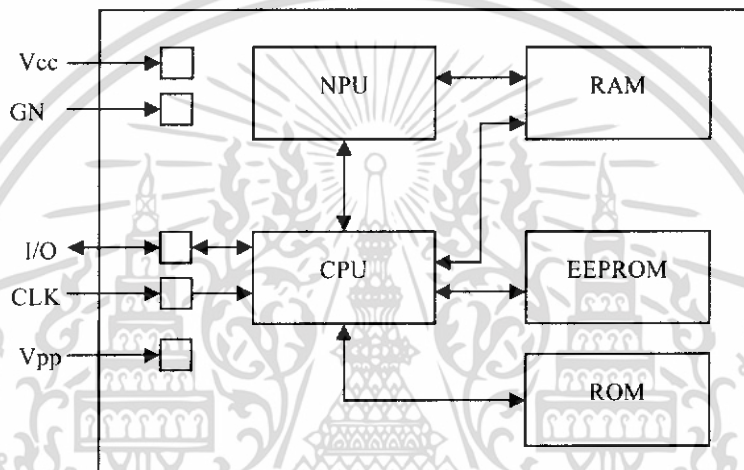 Vcc
NPU
RAM
GN
I/O
CPU
EEPROM
CLK
Vpp
ROM